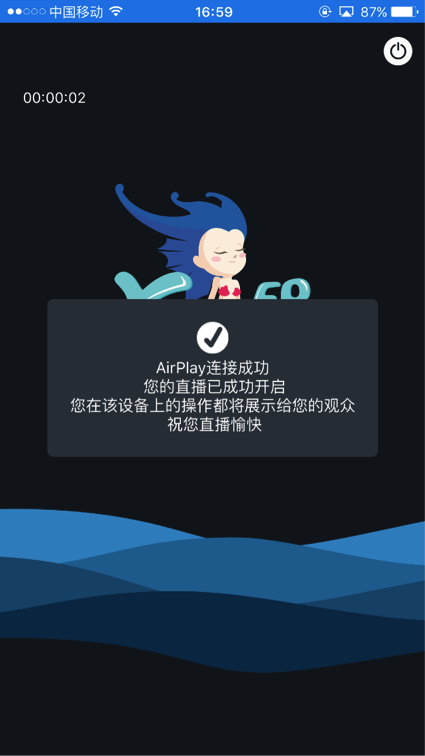 中国移动
16:59
87%
00:00:02
AirPlay连接成功
您的直播已成功开启
您在该设备上的操作都将展示给您的观众
祝您直播愉快